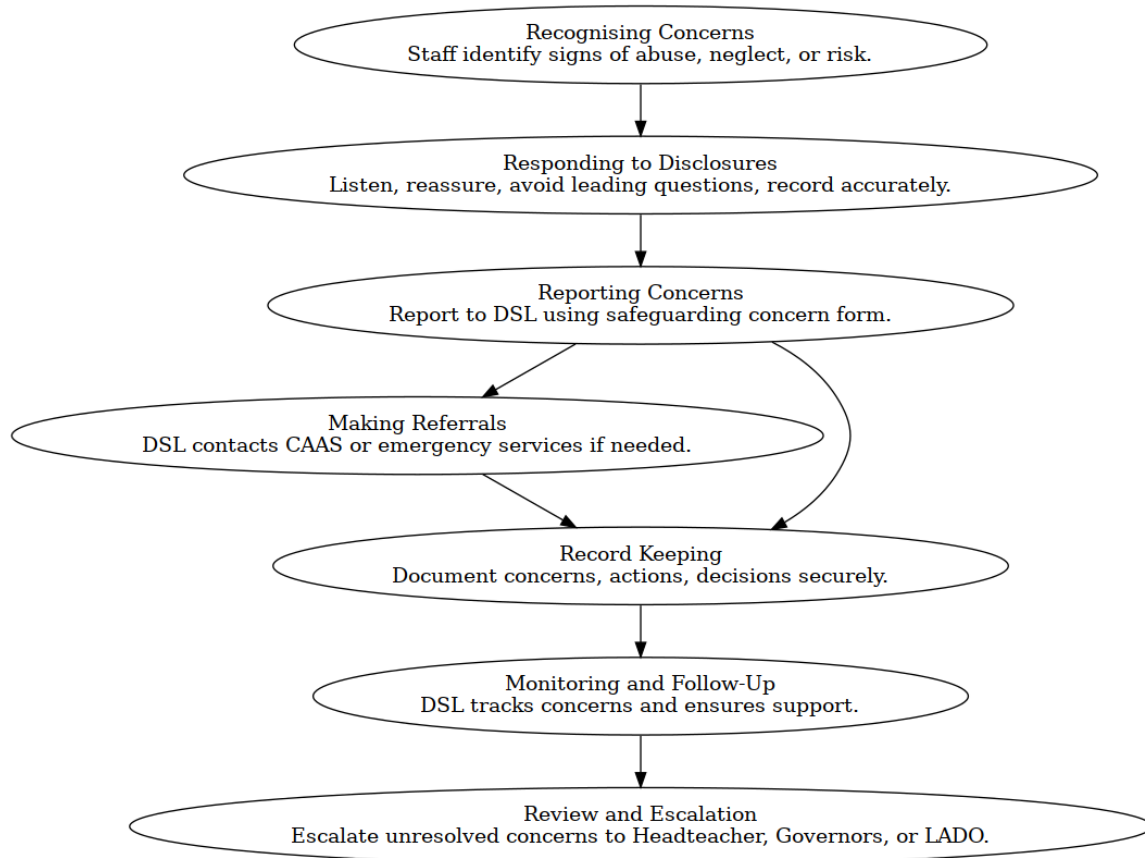 Recognising Concerns
Staff identify signs of abuse, neglect, or risk.
Responding to Disclosures
Listen, reassure, avoid leading questions, record accurately.
Reporting Concerns
Report to DSL using safeguarding concern form.
Making Referrals
DSL contacts CAAS or emergency services if needed.
Record Keeping
Document concerns, actions, decisions securely.
Monitoring and Follow-Up
DSL tracks concerns and ensures support.
Review and Escalation
Escalate unresolved concerns to Headteacher, Governors, or LADO.